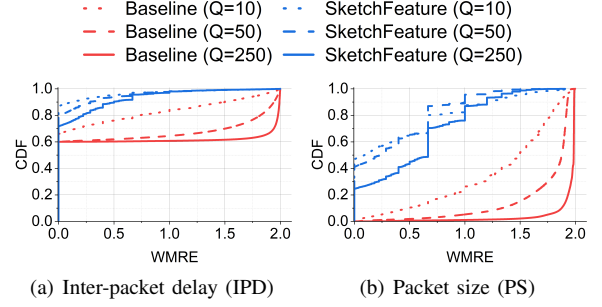 Baseline (Q=10) SketchFeature (Q=10)
Baseline (Q=50) SketchFeature (Q=50)
Baseline (Q=250) SketchFeature (Q=250)
1.0 1.0
0.8 0.8
0.6 0.6
0.4 0.4
0.2 0.2
0.0 0.0
CDF CDF
0.0 0.5 1.0 1.5 2.0 0.0 0.5 1.0 1.5 2.0
WMRE WMRE
(a) Inter-packet delay (IPD) (b) Packet size (PS)